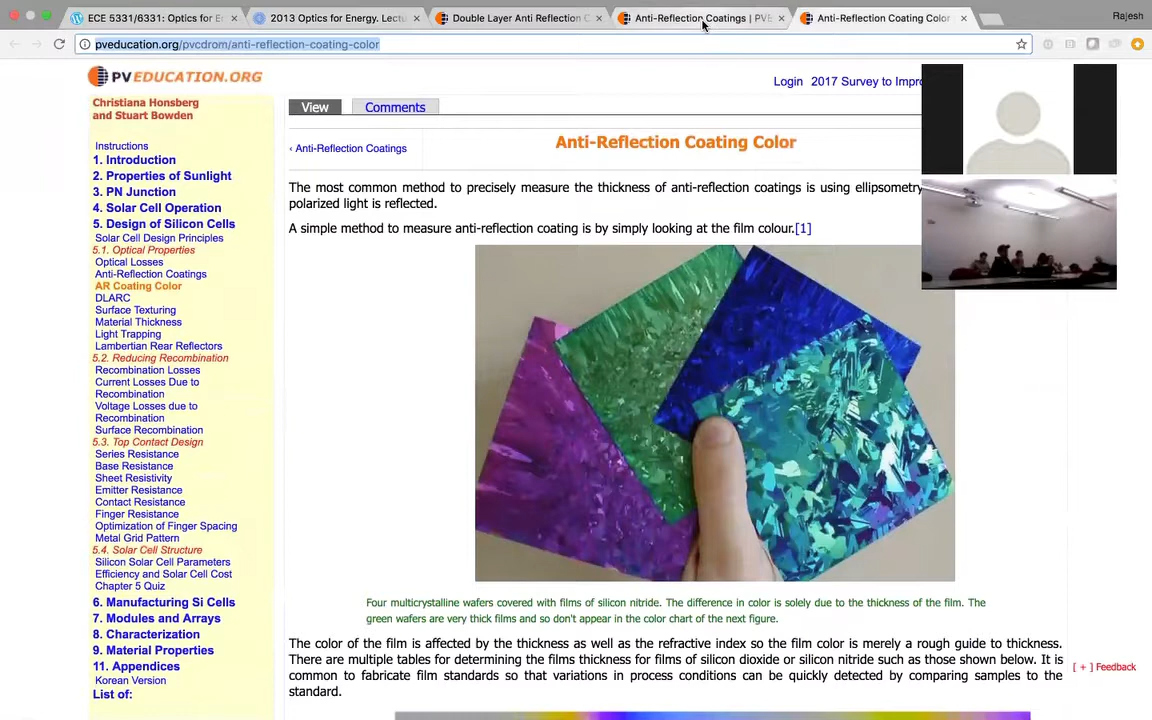 ECE 5331/6331: Optics for E
2013 Optics for Energy. Lectu
Double Layer Anti Reflection C
Anti-Reflection Coatings | PVE
Anti-Reflection Coating Color
Rajesh
pveducation.org/pvcdrom/anti-reflection-coating-color
PVEDUCATION.ORG
Login 2017 Survey to Impro
Christiana Honsberg
and Stuart Bowden
View
Comments
‹ Anti-Reflection Coatings
Anti-Reflection Coating Color
Instructions
1. Introduction
2. Properties of Sunlight
3. PN Junction
4. Solar Cell Operation
5. Design of Silicon Cells
Solar Cell Design Principles
5.1. Optical Properties
Optical Losses
Anti-Reflection Coatings
AR Coating Color
DLARC
Surface Texturing
Material Thickness
Light Trapping
Lambertian Rear Reflectors
5.2. Reducing Recombination
Recombination Losses
Current Losses Due to
Recombination
Voltage Losses due to
Recombination
Surface Recombination
5.3. Top Contact Design
Series Resistance
Base Resistance
Sheet Resistivity
Emitter Resistance
Contact Resistance
Finger Resistance
Optimization of Finger Spacing
Metal Grid Pattern
5.4. Solar Cell Structure
Silicon Solar Cell Parameters
Efficiency and Solar Cell Cost
Chapter 5 Quiz
6. Manufacturing Si Cells
7. Modules and Arrays
8. Characterization
9. Material Properties
11. Appendices
Korean Version
List of:
The most common method to precisely measure the thickness of anti-reflection coatings is using ellipsometry
polarized light is reflected.
A simple method to measure anti-reflection coating is by simply looking at the film colour.[1]
Four multicrystalline wafers covered with films of silicon nitride. The difference in color is solely due to the thickness of the film. The
green wafers are very thick films and so don't appear in the color chart of the next figure.
The color of the film is affected by the thickness as well as the refractive index so the film color is merely a rough guide to thickness.
There are multiple tables for determining the films thickness for films of silicon dioxide or silicon nitride such as those shown below. It is
common to fabricate film standards so that variations in process conditions can be quickly detected by comparing samples to the
standard.
[ + ] Feedback